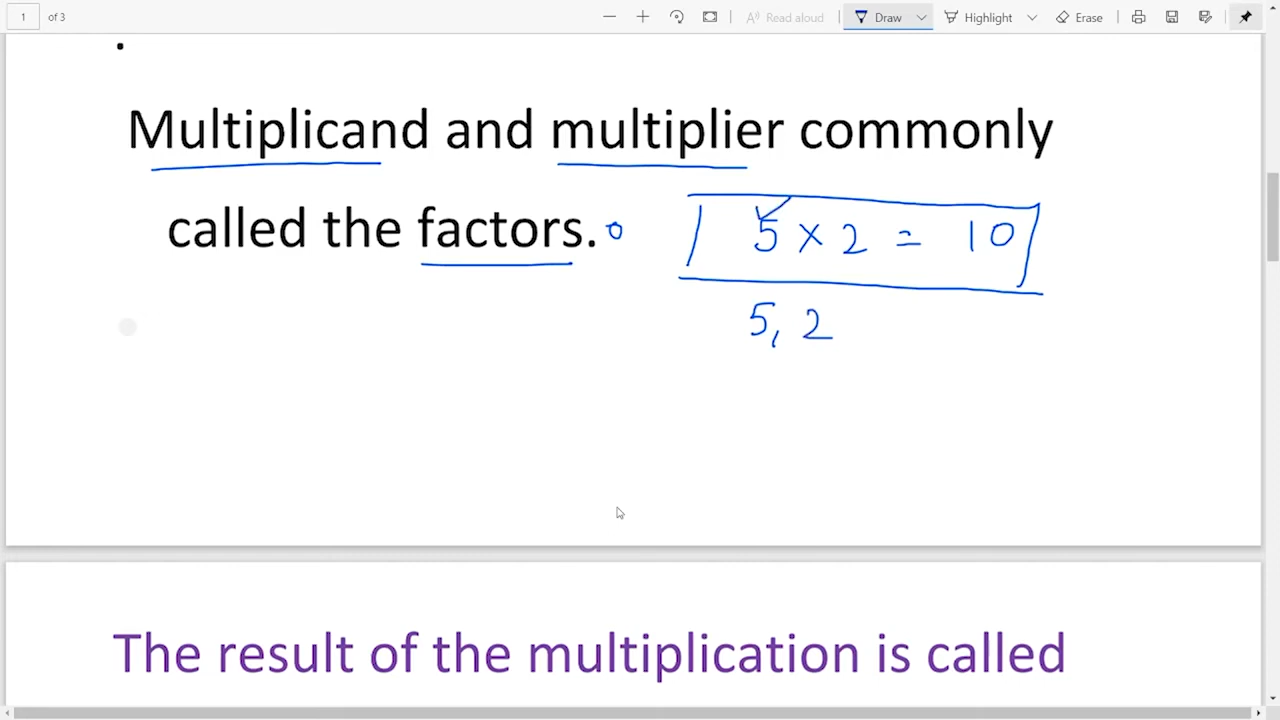 1 of 3 Read aloud Draw Highlight Erase
Multiplicand and multiplier commonly
called the factors.
5 × 2 = 10
5, 2
The result of the multiplication is called